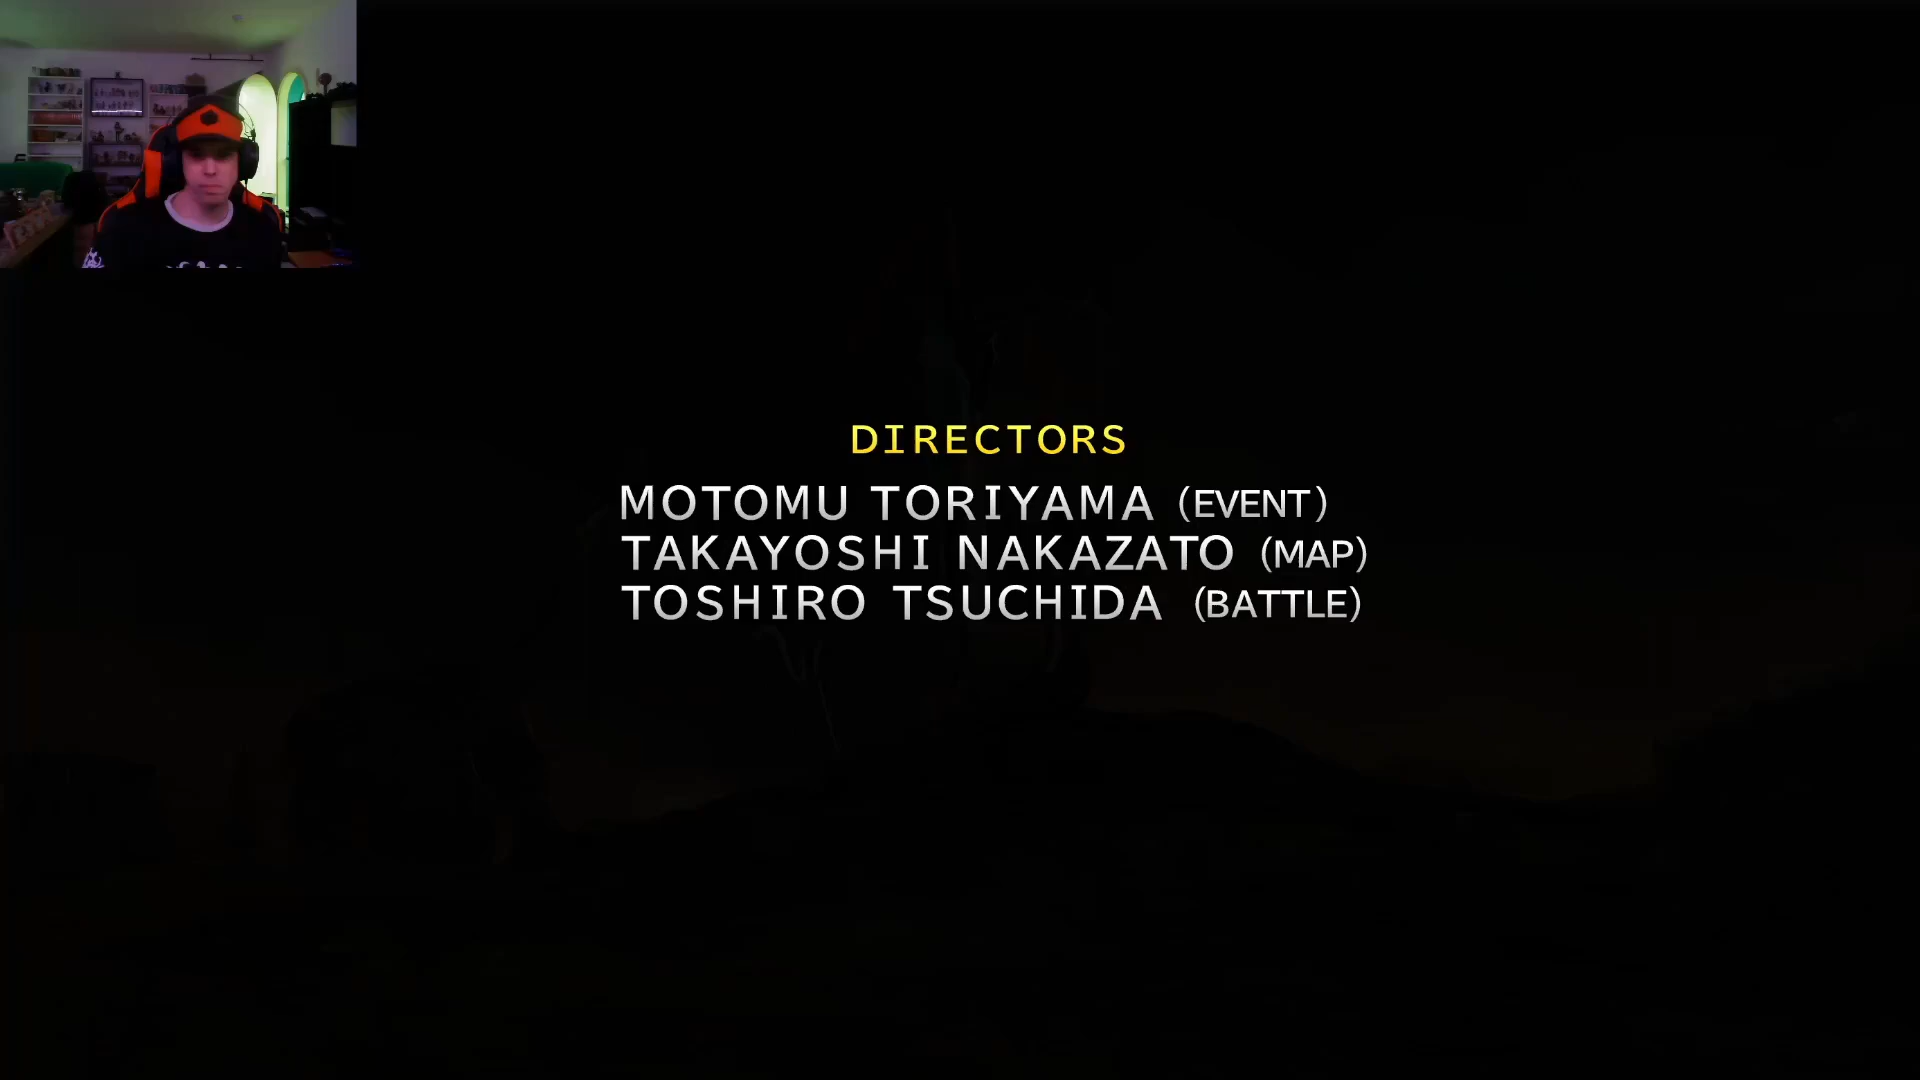 DIRECTORS
MOTOMU TORIYAMA (EVENT)
TAKAYOSHI NAKAZATO (MAP)
TOSHIRO TSUCHIDA (BATTLE)